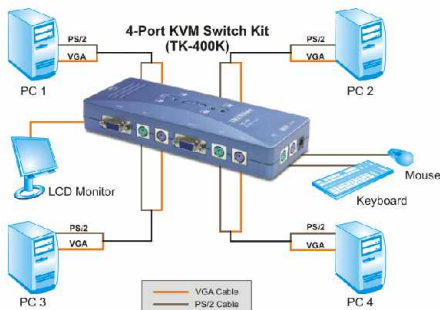 4-Port KVM Switch Kit
(TK-400K)
PS/2
VGA
PC 1
PS/2
VGA
PC 2
LCD Monitor
Mouse
Keyboard
PS/2
VGA
PC 3
PS/2
VGA
PC 4
VGA Cable
PS/2 Cable